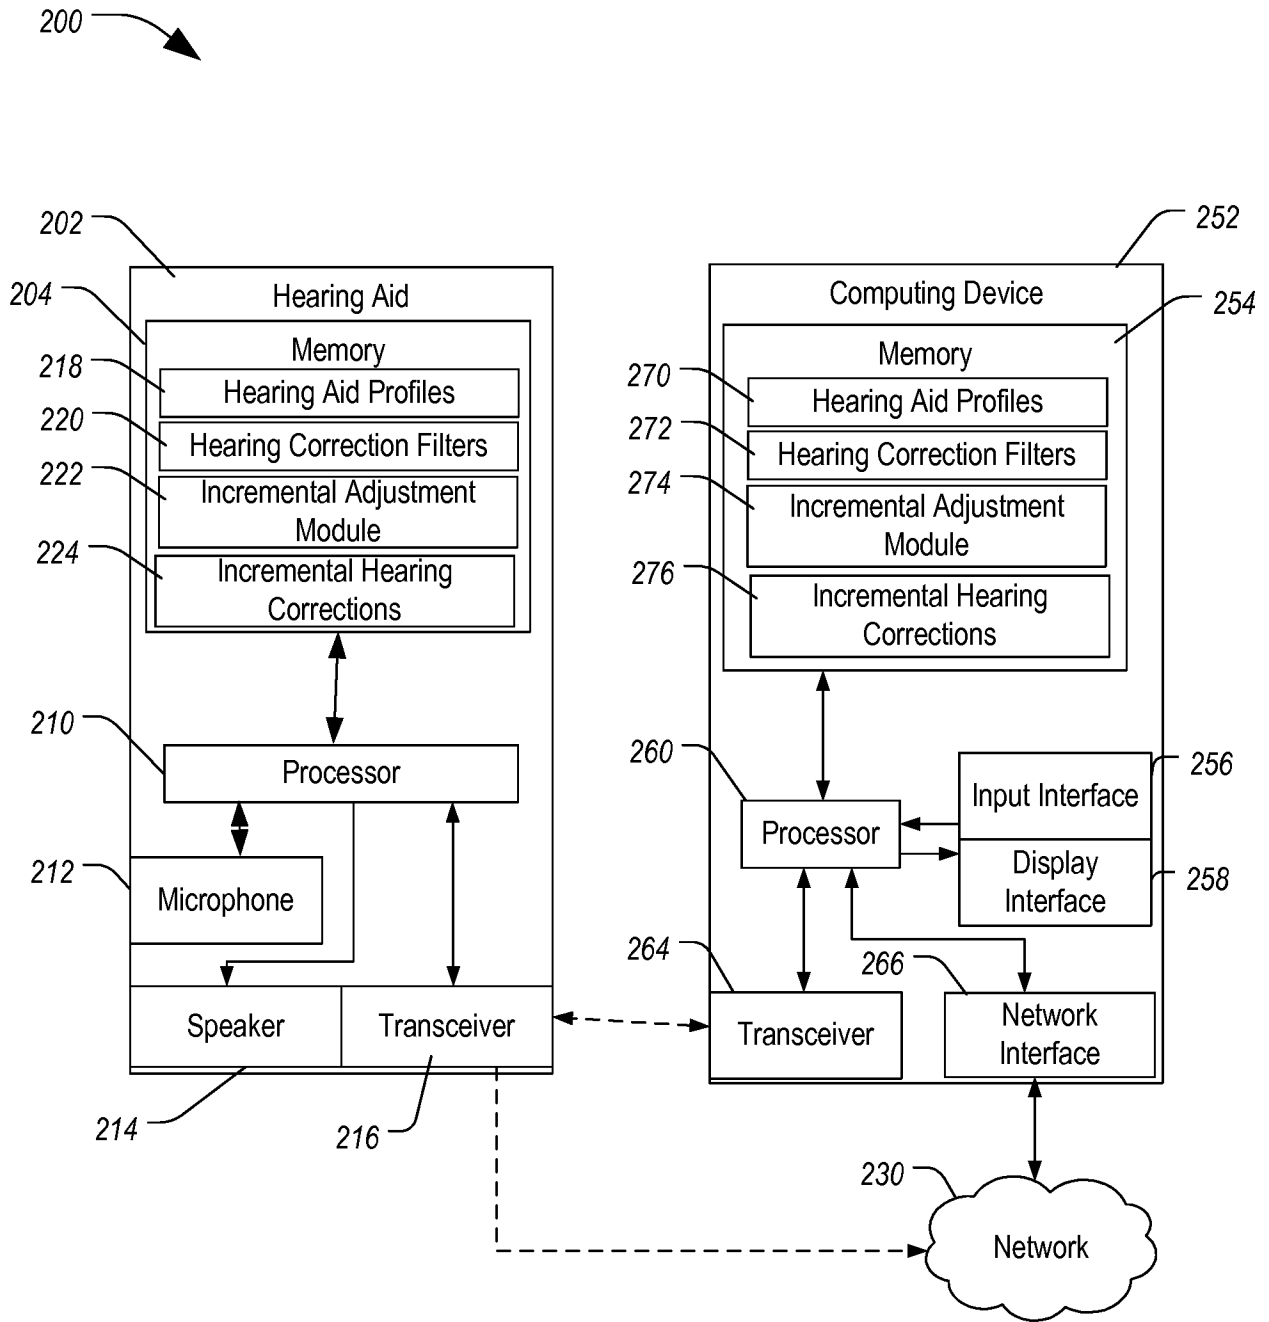 200
202
Hearing Aid
204
Memory
218
Hearing Aid Profiles
220
Hearing Correction Filters
222
Incremental Adjustment
Module
224
Incremental Hearing
Corrections
210
Processor
212
Microphone
Speaker
Transceiver
214
216
252
Computing Device
254
Memory
270
Hearing Aid Profiles
272
Hearing Correction Filters
274
Incremental Adjustment
Module
276
Incremental Hearing
Corrections
260
Processor
256
Input Interface
Display
Interface
258
264
Transceiver
266
Network
Interface
230
Network